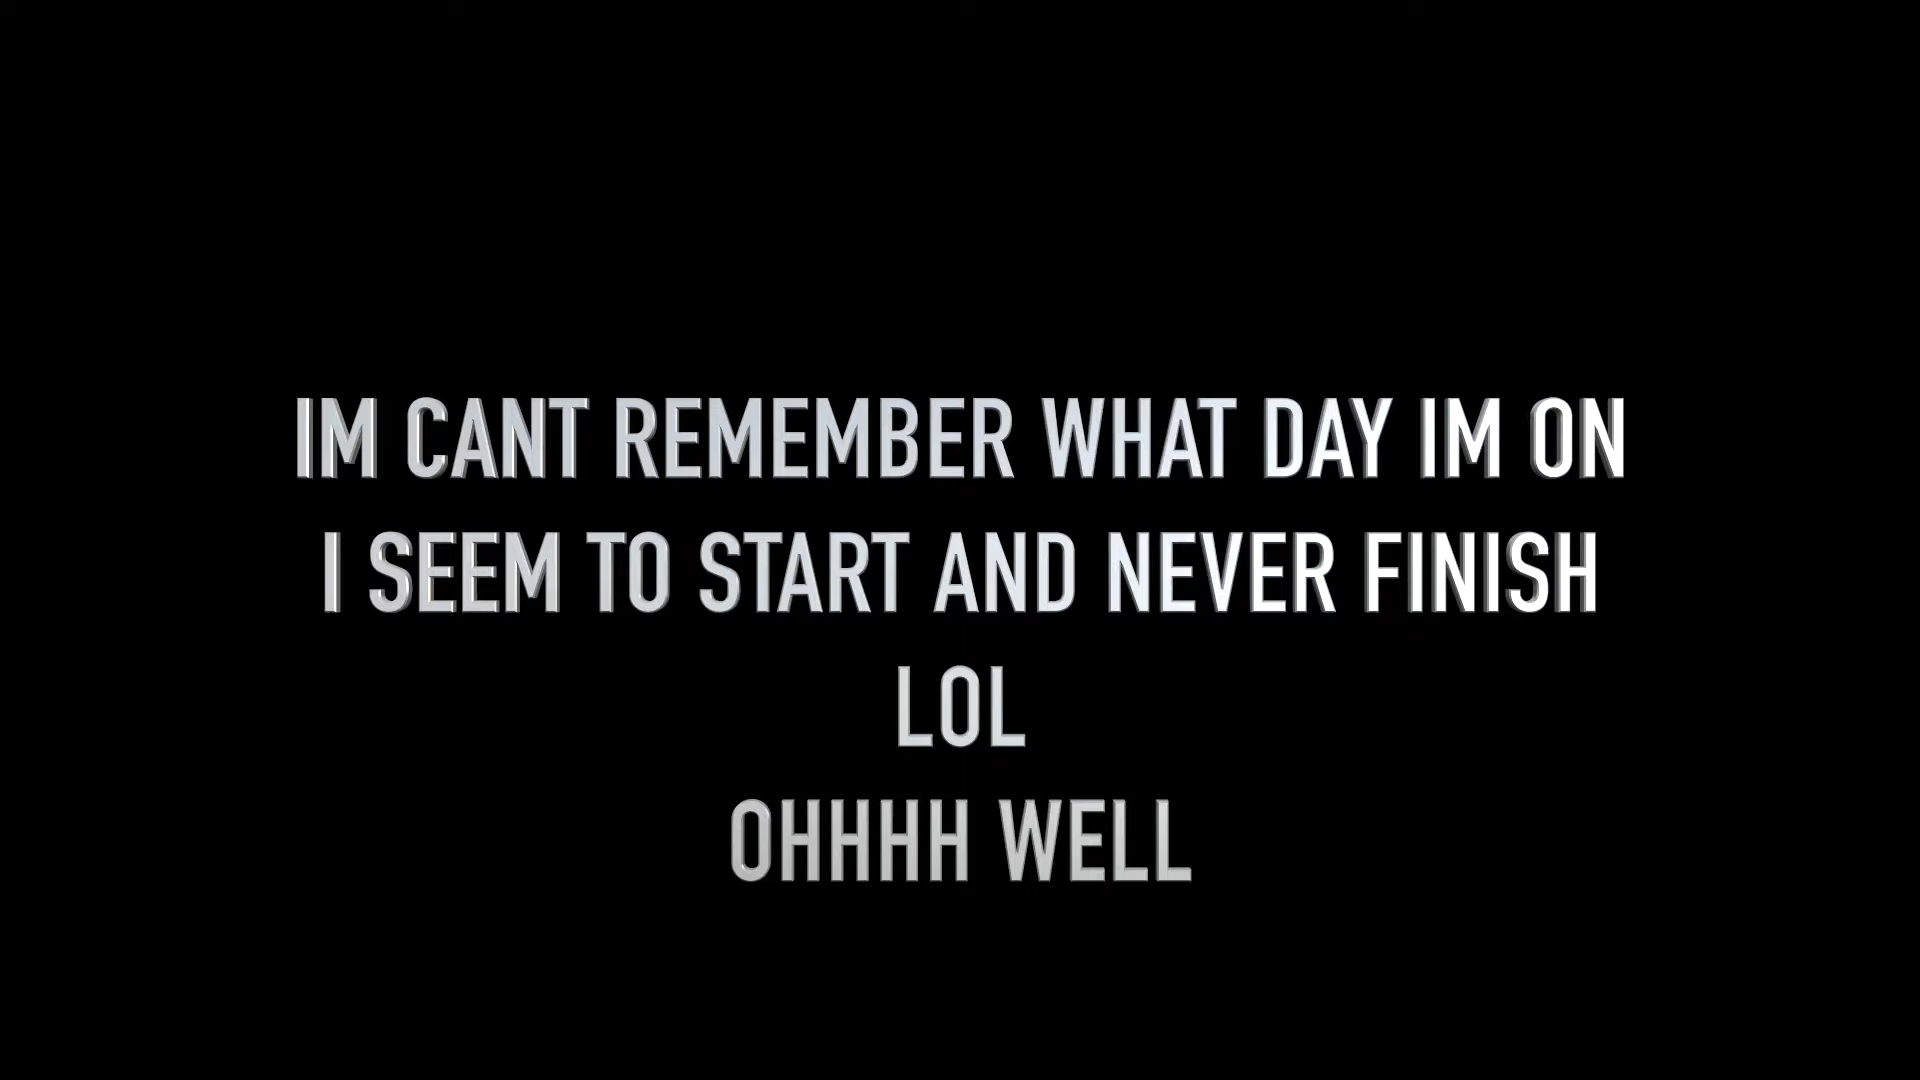 IM CANT REMEMBER WHAT DAY IM ON
I SEEM TO START AND NEVER FINISH
LOL
OHHHH WELL